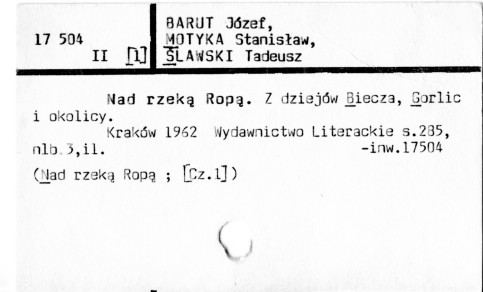 BARUT Józef,
17 504 MOTYKA Stanisław,
II [1] ŚLAWSKI Tadeusz
Nad rzeką Ropą. Z dziejów Biecza, Gorlic
i okolicy.
Kraków 1962 Wydawnictwo Literackie s.285,
nlb.3,il. -inw.17504
(Nad rzeką Ropą ; [Cz.1])